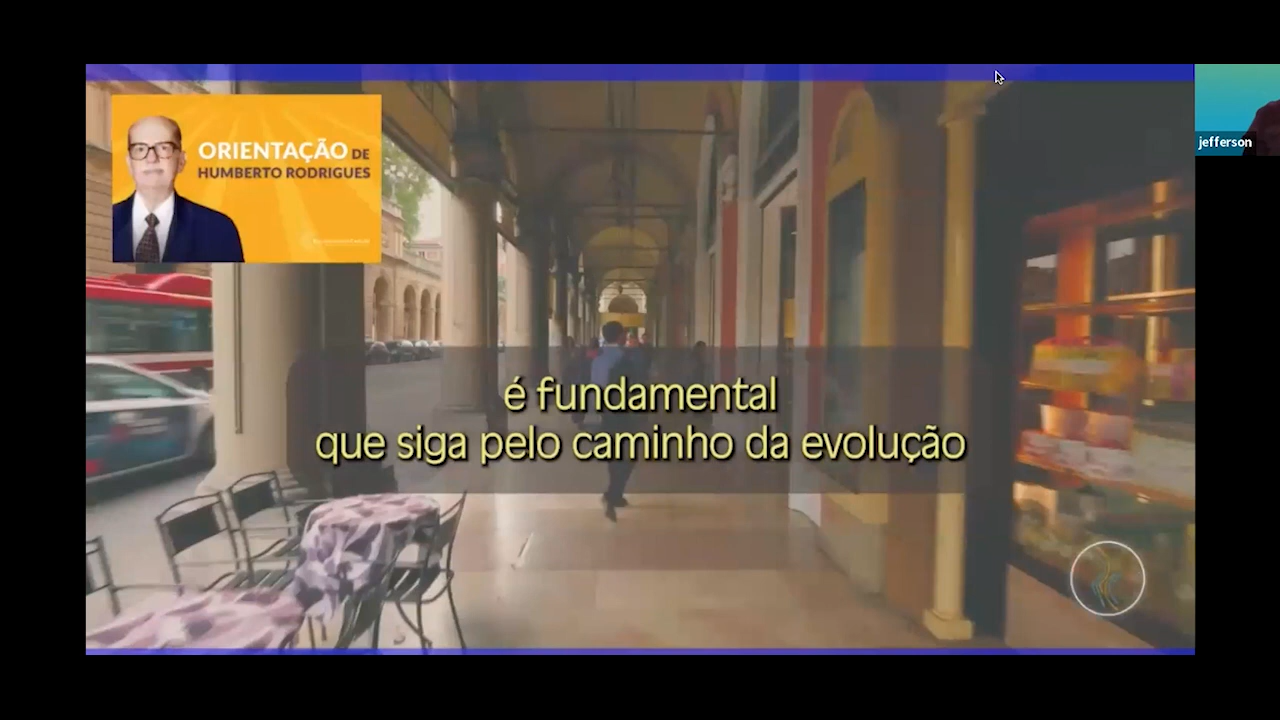 ORIENTAÇÃO DE
HUMBERTO RODRIGUES
jefferson
é fundamental
que siga pelo caminho da evolução